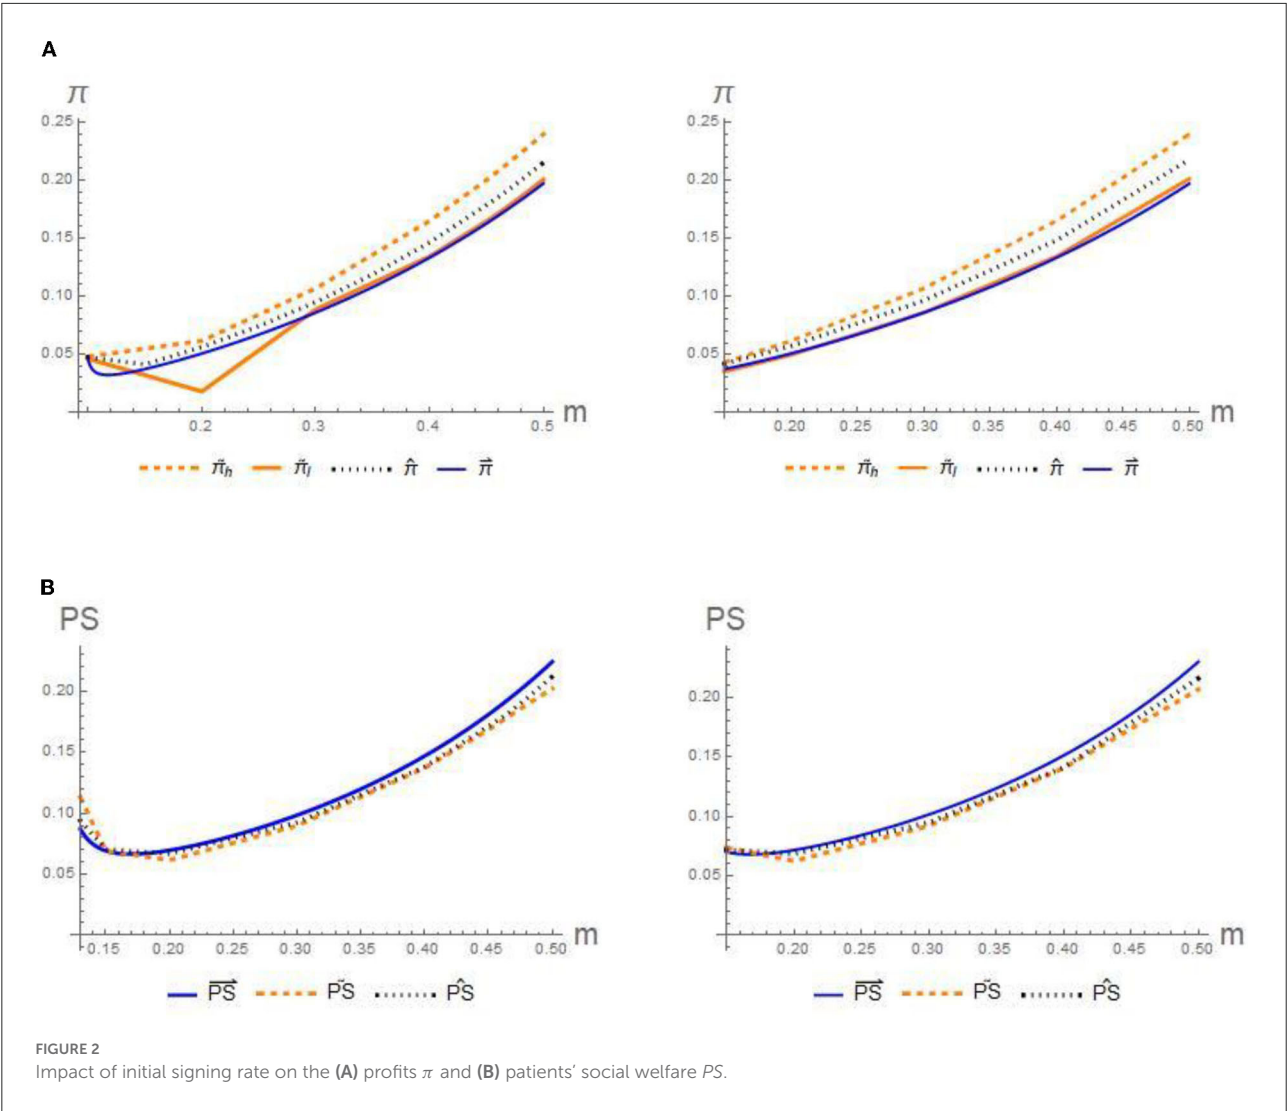 A
π
π
0.25
0.20
0.15
0.10
0.05
0.2 0.3 0.4 0.5 m
π̃h π̃l π̂ π⃗
0.25
0.20
0.15
0.10
0.05
0.20 0.25 0.30 0.35 0.40 0.45 0.50 m
π̃h π̃l π̂ π⃗
B
PS
PS
0.20
0.15
0.10
0.05
0.15 0.20 0.25 0.30 0.35 0.40 0.45 0.50 m
P⃗S⃗ PS̃ PŜ
0.20
0.15
0.10
0.05
0.20 0.25 0.30 0.35 0.40 0.45 0.50 m
P⃗S⃗ PS̃ PŜ
FIGURE 2
Impact of initial signing rate on the (A) profits π and (B) patients' social welfare PS.